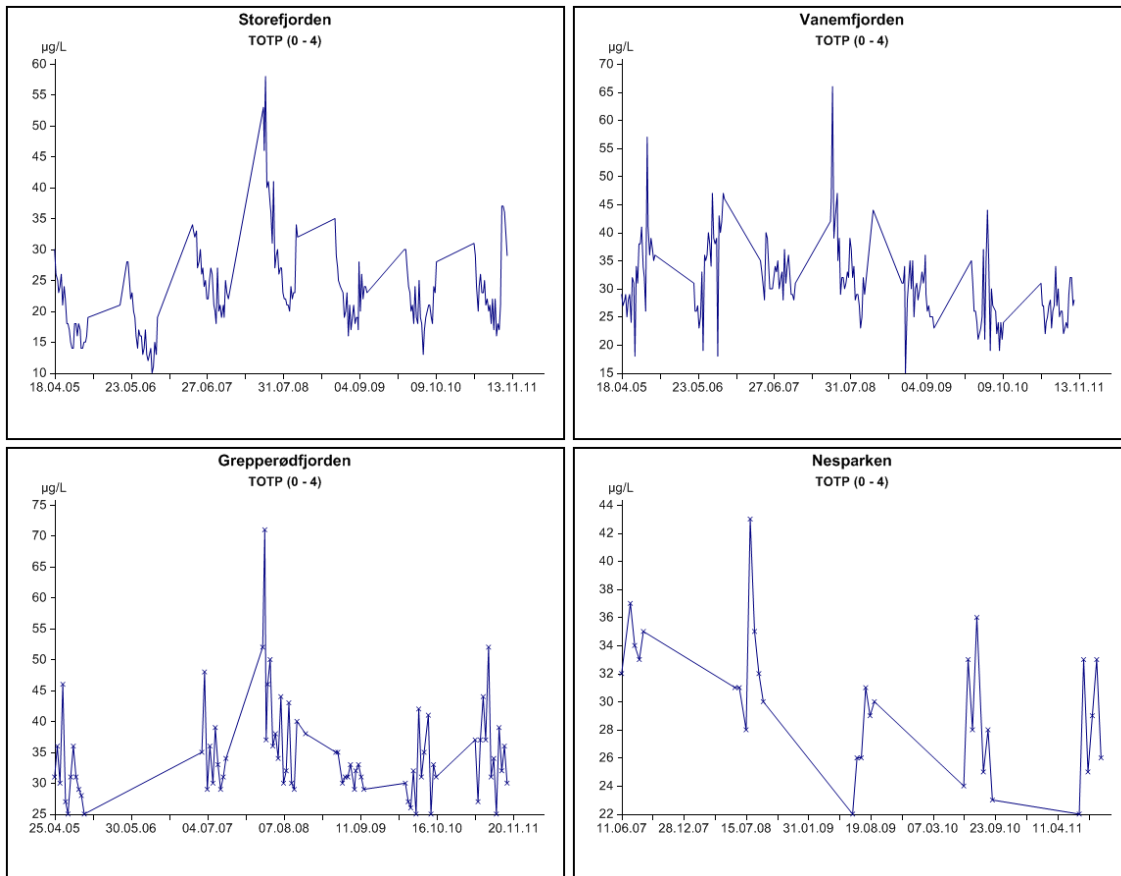 Storefjorden
TOTP (0 - 4)
µg/L
60
55
50
45
40
35
30
25
20
15
10
18.04.05 23.05.06 27.06.07 31.07.08 04.09.09 09.10.10 13.11.11
Vanemfjorden
TOTP (0 - 4)
µg/L
70
65
60
55
50
45
40
35
30
25
20
15
18.04.05 23.05.06 27.06.07 31.07.08 04.09.09 09.10.10 13.11.11
Grepperødfjorden
TOTP (0 - 4)
µg/L
75
70
65
60
55
50
45
40
35
30
25
25.04.05 30.05.06 04.07.07 07.08.08 11.09.09 16.10.10 20.11.11
Nesparken
TOTP (0 - 4)
µg/L
44
42
40
38
36
34
32
30
28
26
24
22
11.06.07 28.12.07 15.07.08 31.01.09 19.08.09 07.03.10 23.09.10 11.04.11